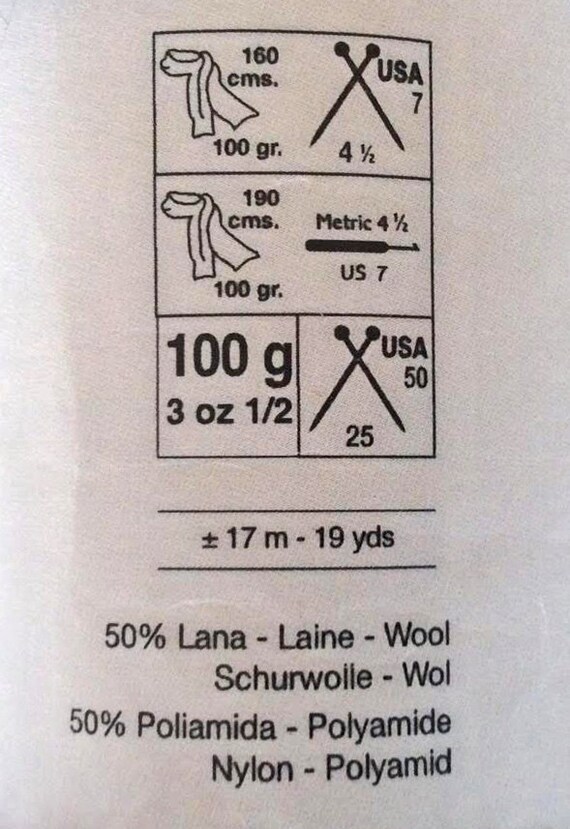 160
cms.
100 gr.
USA
7
4 ½
190
cms.
100 gr.
Metric 4 ½
US 7
100 g
3 oz 1/2
USA
50
25
± 17 m - 19 yds
50% Lana - Laine - Wool
Schurwolle - Wol
50% Poliamida - Polyamide
Nylon - Polyamid